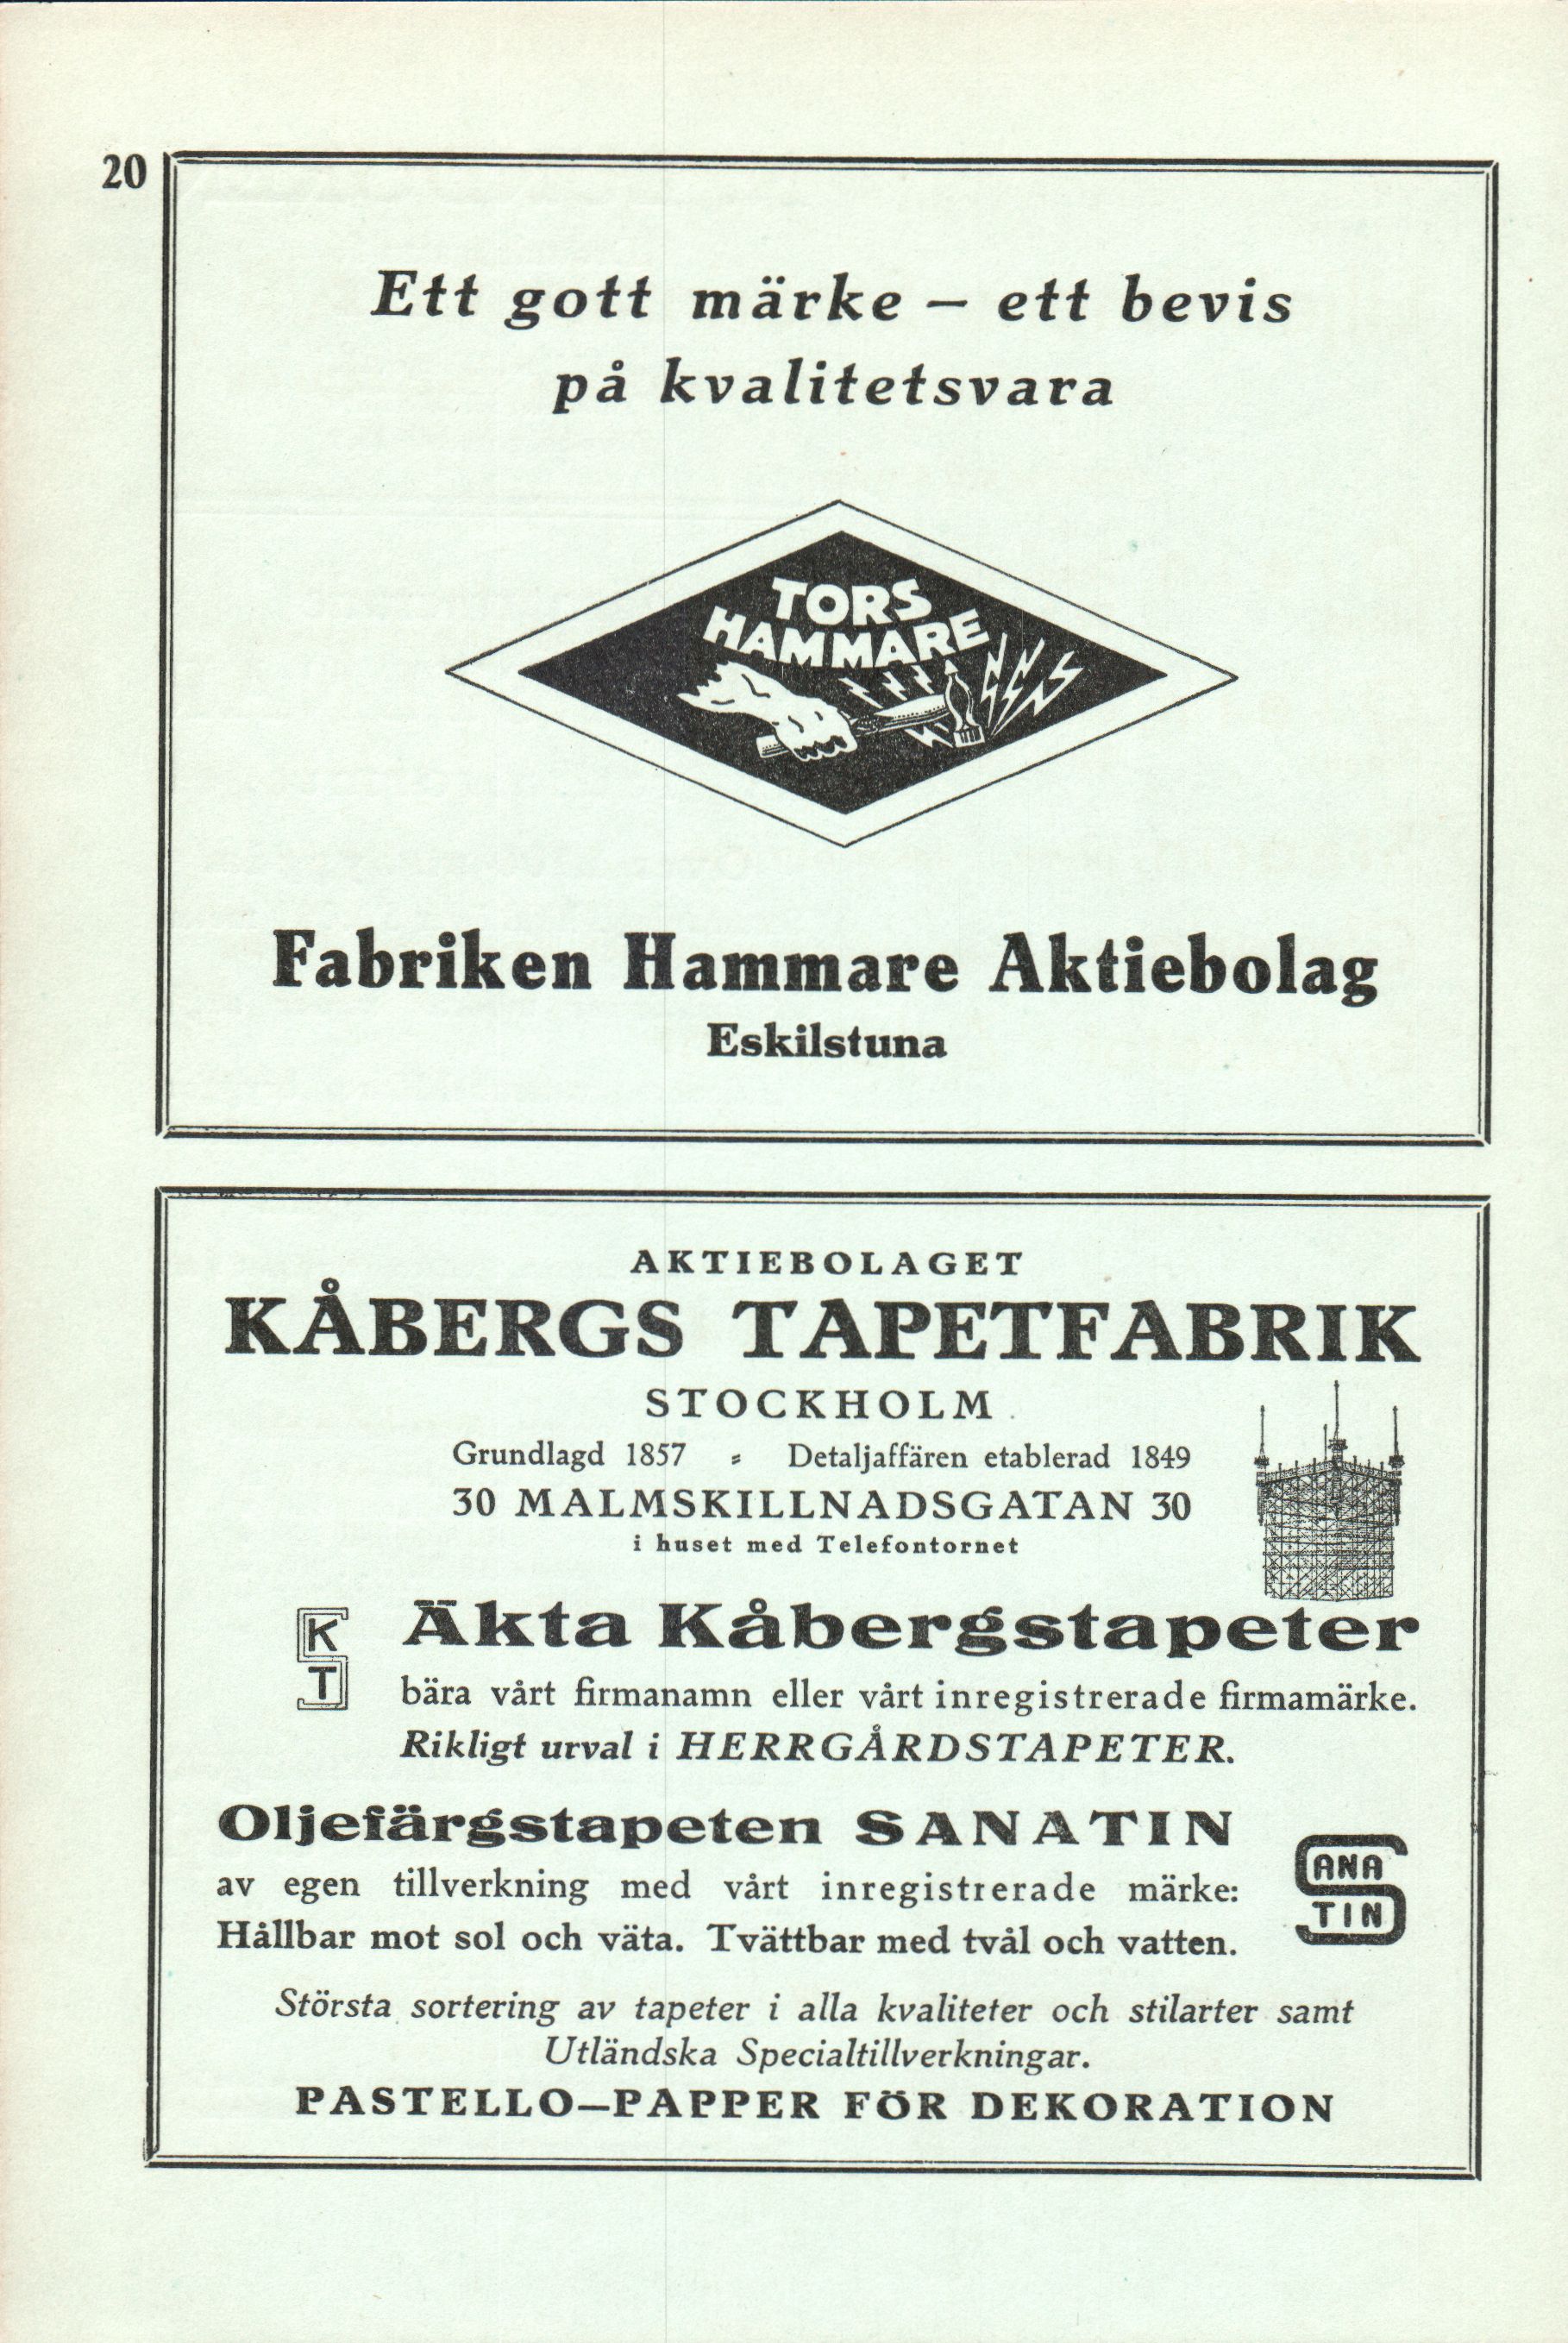 20
Ett gott märke – ett bevis
på kvalitetsvara
TORS
HAMMARE
Fabriken Hammare Aktiebolag
Eskilstuna
AKTIEBOLAGET
KÅBERGS TAPETFABRIK
STOCKHOLM
Grundlagd 1857 = Detaljaffären etablerad 1849
30 MALMSKILLNADSGATAN 30
i huset med Telefontornet
K
T
Äkta Kåbergstapeter
bära vårt firmanamn eller vårt inregistrerade firmamärke.
Rikligt urval i HERRGÅRDSTAPETER.
Oljefärgstapeten SANATIN
av egen tillverkning med vårt inregistrerade märke:
Hållbar mot sol och väta. Tvättbar med tvål och vatten.
SANA
TIN
Största sortering av tapeter i alla kvaliteter och stilarter samt
Utländska Specialtillverkningar.
PASTELLO–PAPPER FÖR DEKORATION